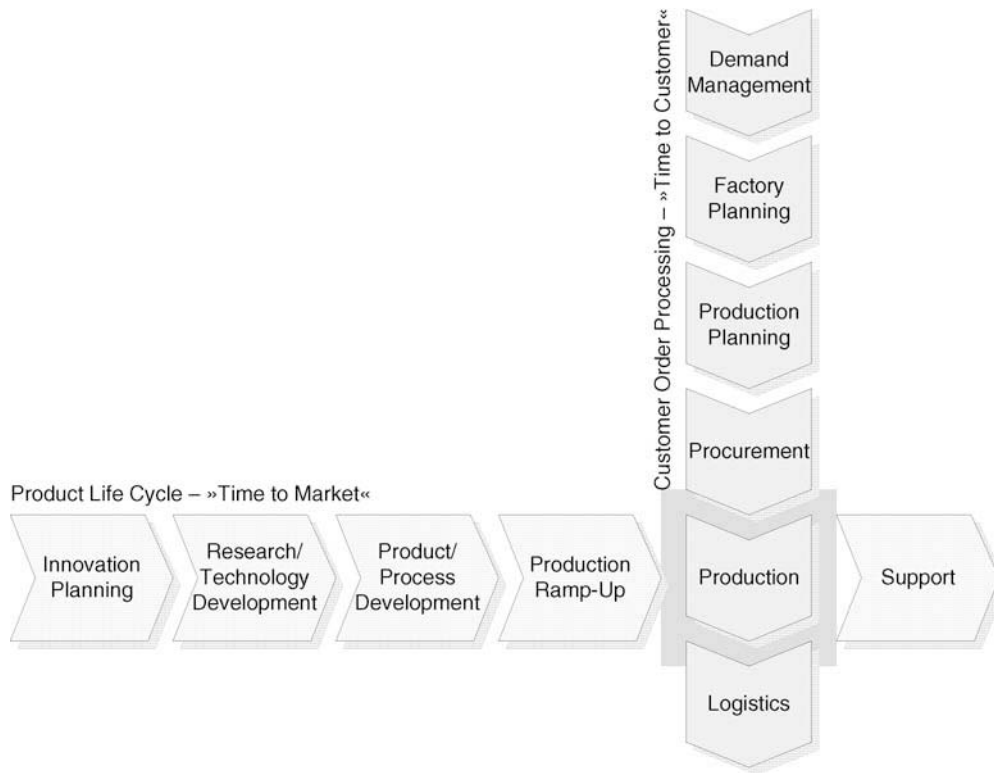 Customer Order Processing – »Time to Customer«
Demand
Management
Factory
Planning
Production
Planning
Procurement
Product Life Cycle – »Time to Market«
Innovation
Planning
Research/
Technology
Development
Product/
Process
Development
Production
Ramp-Up
Production
Support
Logistics